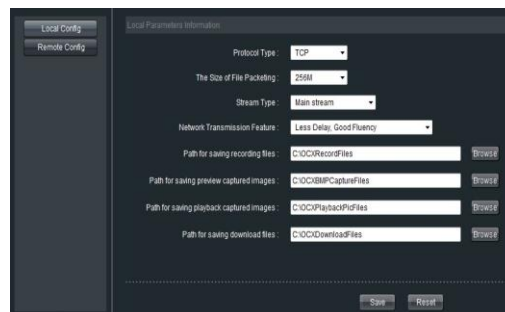 Local Config
Remote Config
Local Parameters Information
Protocol Type : TCP
The Size of File Packeting : 256M
Stream Type : Main stream
Network Transmission Feature : Less Delay, Good Fluency
Path for saving recording files : C:\OCXRecordFiles Browse
Path for saving preview captured images : C:\OCXBMPCaptureFiles Browse
Path for saving playback captured images : C:\OCXPlaybackPicFiles Browse
Path for saving download files : C:\OCXDownloadFiles Browse
Save Reset